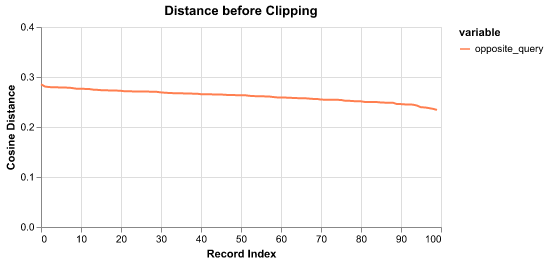 Distance before Clipping
variable
opposite_query
0.4
0.3
0.2
0.1
0.0
Cosine Distance
0 10 20 30 40 50 60 70 80 90 100
Record Index